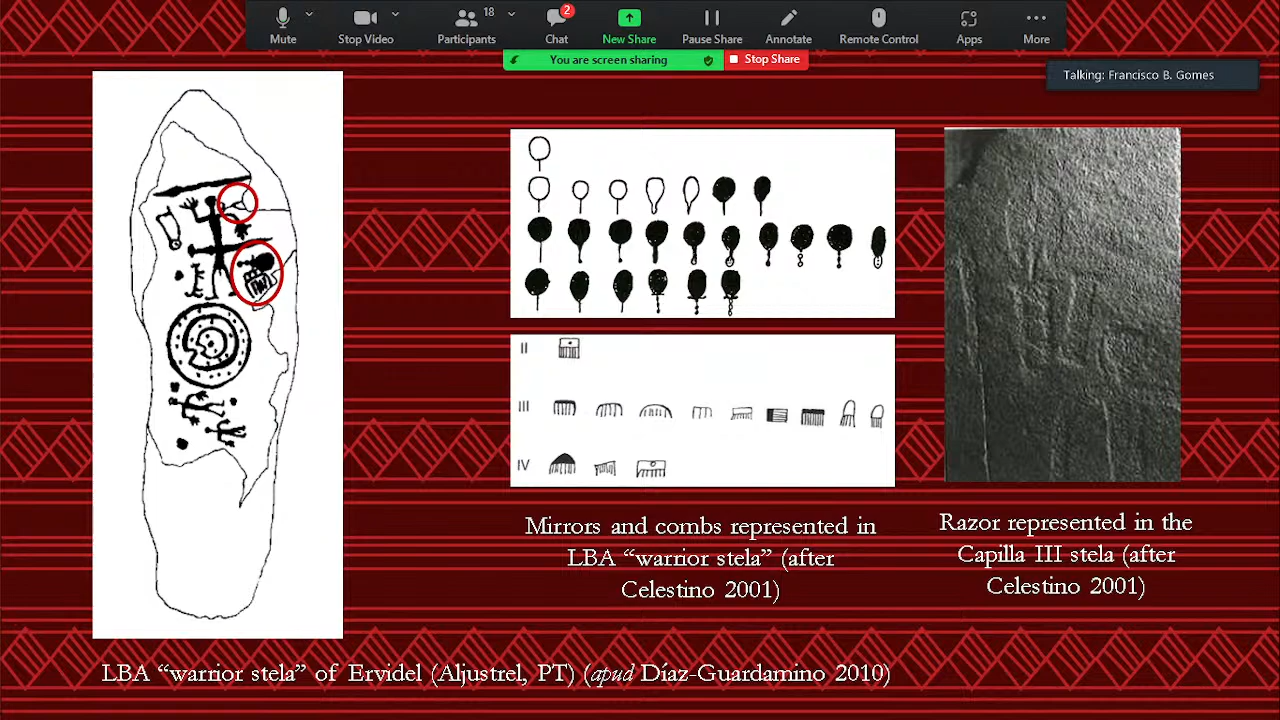 18
2
Mute
Stop Video
Participants
Chat
New Share
Pause Share
Annotate
Remote Control
Apps
More
You are screen sharing
Stop Share
Talking: Francisco B. Gomes
II
III
IV
Mirrors and combs represented in
LBA “warrior stela” (after
Celestino 2001)
Razor represented in the
Capilla III stela (after
Celestino 2001)
LBA “warrior stela” of Ervidel (Aljustrel, PT) (apud Díaz-Guardamino 2010)